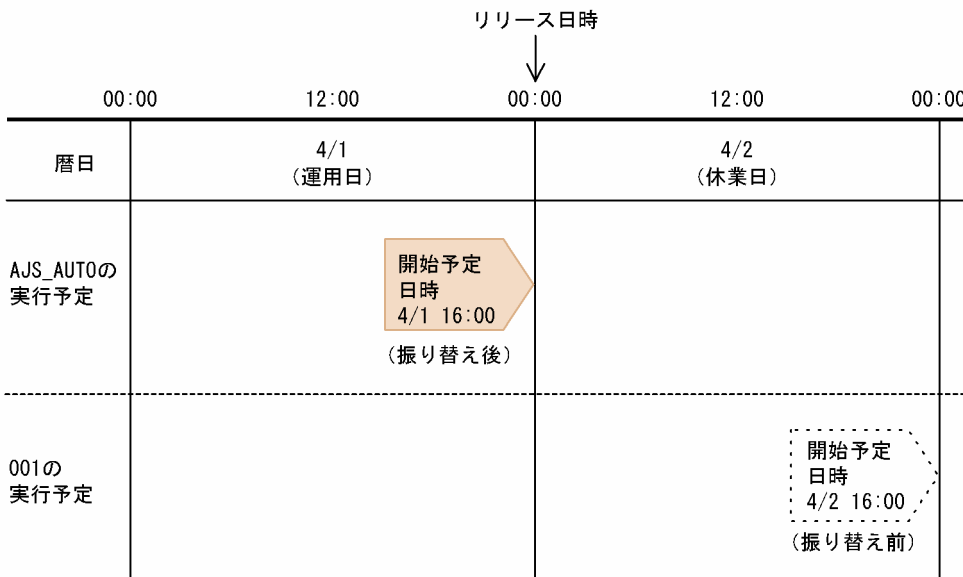 リリース日時
00:00 12:00 00:00 12:00 00:00
暦日
4/1
（運用日）
4/2
（休業日）
AJS_AUTOの
実行予定
開始予定
日時
4/1 16:00
（振り替え後）
001の
実行予定
開始予定
日時
4/2 16:00
（振り替え前）